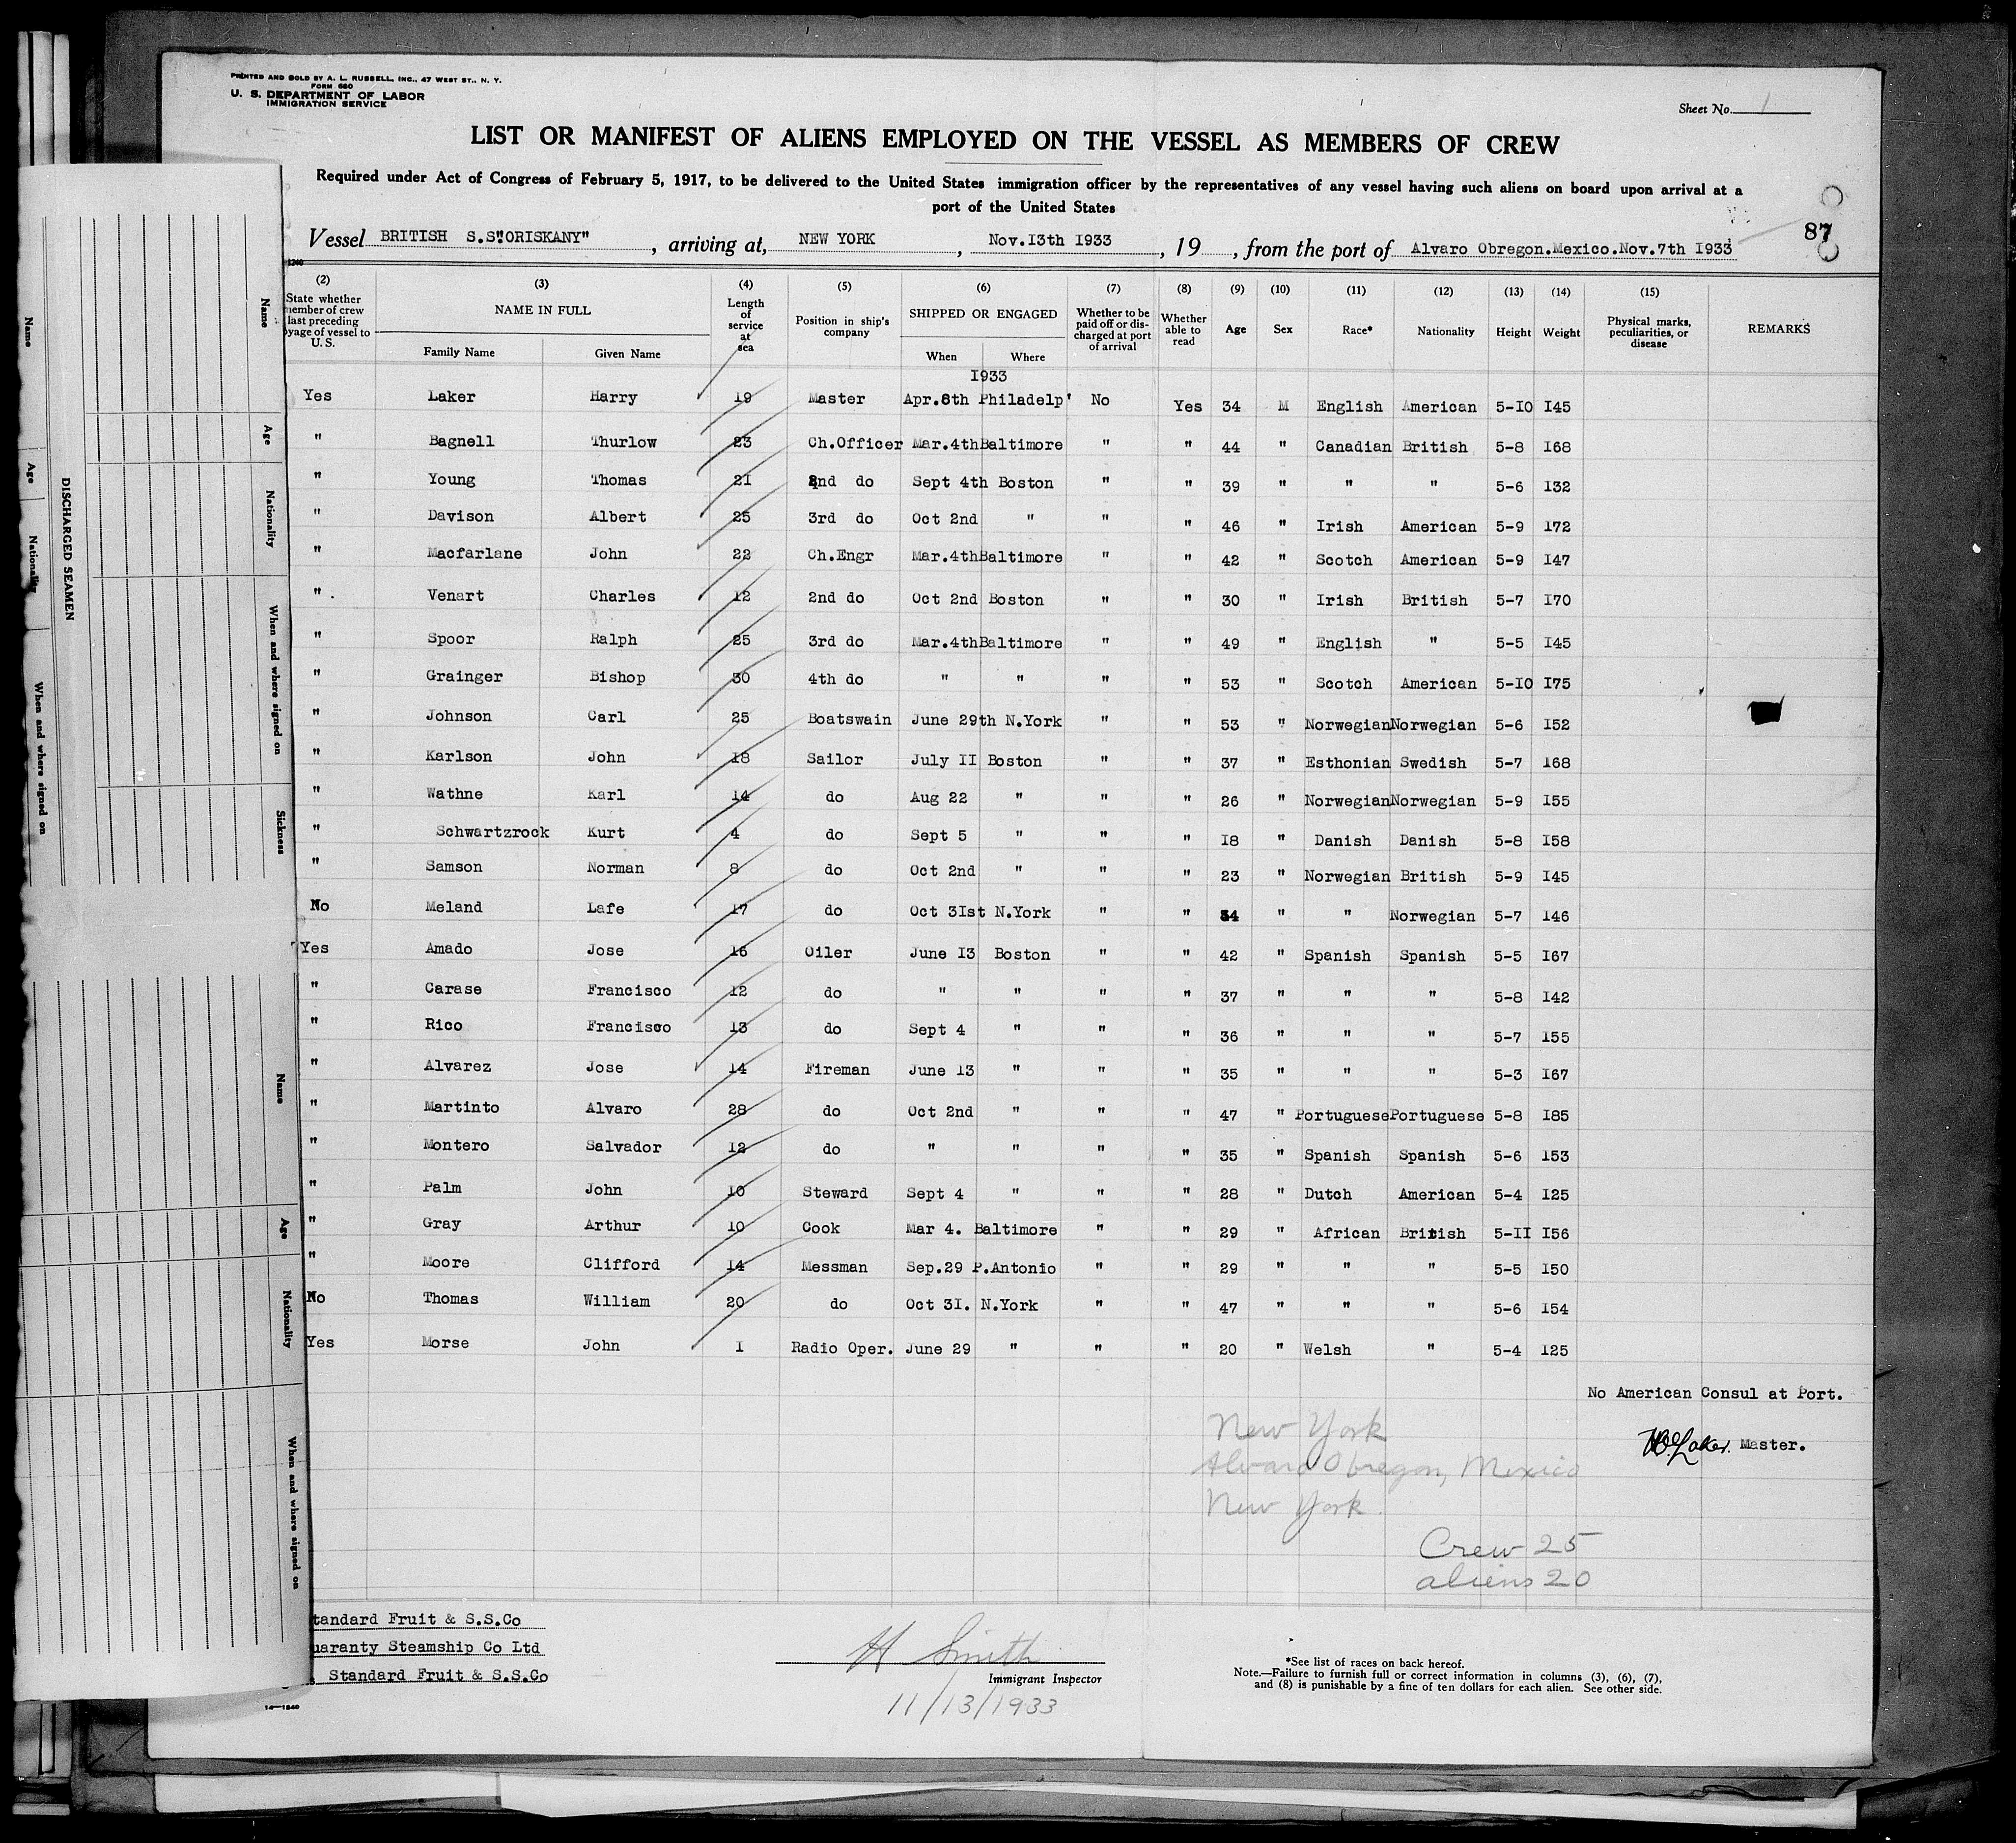 PRINTED AND SOLD BY A. L. RUSSELL, INC., 47 WEST ST., N. Y.
FORM 680
U. S. DEPARTMENT OF LABOR
IMMIGRATION SERVICE
Sheet No. 1
LIST OR MANIFEST OF ALIENS EMPLOYED ON THE VESSEL AS MEMBERS OF CREW
Required under Act of Congress of February 5, 1917, to be delivered to the United States immigration officer by the representatives of any vessel having such aliens on board upon arrival at a
port of the United States
87
Vessel BRITISH S.S"ORISKANY" , arriving at, NEW YORK , Nov.13th 1933 , 19 , from the port of Alvaro Obregon.Mexico.Nov.7th 1933
(2) (3) (4) (5) (6) (7) (8) (9) (10) (11) (12) (13) (14) (15)
State whether member of crew last preceding voyage of vessel to U. S. NAME IN FULL Family Name Given Name Length of service at sea Position in ship's company SHIPPED OR ENGAGED When Where Whether to be paid off or discharged at port of arrival Whether able to read Age Sex Race* Nationality Height Weight Physical marks, peculiarities, or disease REMARKS
1933
Yes Laker Harry 19 Master Apr.8th Philadelp' No Yes 34 M English American 5-10 145
" Bagnell Thurlow 23 Ch.Officer Mar.4th Baltimore " " 44 " Canadian British 5-8 168
" Young Thomas 21 2nd do Sept 4th Boston " " 39 " " " 5-6 132
" Davison Albert 25 3rd do Oct 2nd " " " 46 " Irish American 5-9 172
" Macfarlane John 22 Ch.Engr Mar.4th Baltimore " " 42 " Scotch American 5-9 147
" Venart Charles 12 2nd do Oct 2nd Boston " " 30 " Irish British 5-7 170
" Spoor Ralph 25 3rd do Mar.4th Baltimore " " 49 " English " 5-5 145
" Grainger Bishop 30 4th do " " " " 53 " Scotch American 5-10 175
" Johnson Carl 25 Boatswain June 29th N.York " " 53 " Norwegian Norwegian 5-6 152
" Karlson John 18 Sailor July 11 Boston " " 37 " Esthonian Swedish 5-7 168
" Wathne Karl 14 do Aug 22 " " " 26 " Norwegian Norwegian 5-9 155
" Schwartzrock Kurt 4 do Sept 5 " " " 18 " Danish Danish 5-8 158
" Samson Norman 8 do Oct 2nd " " " 23 " Norwegian British 5-9 145
No Meland Lafe 17 do Oct 31st N.York " " 34 " " Norwegian 5-7 146
Yes Amado Jose 16 Oiler June 13 Boston " " 42 " Spanish Spanish 5-5 167
" Carase Francisco 12 do " " " " 37 " " " 5-8 142
" Rico Francisco 13 do Sept 4 " " " 36 " " " 5-7 155
" Alvarez Jose 14 Fireman June 13 " " " 35 " " " 5-3 167
" Martinto Alvaro 28 do Oct 2nd " " " 47 " Portuguese Portuguese 5-8 185
" Montero Salvador 12 do " " " " 35 " Spanish Spanish 5-6 153
" Palm John 10 Steward Sept 4 " " " 28 " Dutch American 5-4 125
" Gray Arthur 10 Cook Mar 4. Baltimore " " 29 " African British 5-11 156
" Moore Clifford 14 Messman Sep.29 P.Antonio " " 29 " " " 5-5 150
No Thomas William 20 do Oct 31. N.York " " 47 " " " 5-6 154
Yes Morse John 1 Radio Oper. June 29 " " " 20 " Welsh " 5-4 125
No American Consul at Port.
Laker. Master.
New York
Alvaro Obregon, Mexico
New York
Crew 25
aliens 20
tandard Fruit & S.S.Co
uaranty Steamship Co Ltd
Standard Fruit & S.S.Co
H Smith
Immigrant Inspector
11/13/1933
*See list of races on back hereof.
Note.—Failure to furnish full or correct information in columns (3), (6), (7),
and (8) is punishable by a fine of ten dollars for each alien. See other side.
14—1240
DISCHARGED SEAMEN
Name
Age
Nationality
When and where signed on
Name
Age
Nationality
When and where signed on
Sickness
Name
Age
Nationality
When and where signed on